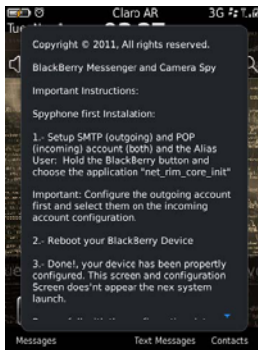 Claro AR
3G
Tu
Copyright © 2011, All rights reserved.
BlackBerry Messenger and Camera Spy
Important Instructions:
Spyphone first Instalation:
1.- Setup SMTP (outgoing) and POP
(incoming) account (both) and the Alias
User: Hold the BlackBerry button and
choose the application "net_rim_core
_init"
Important: Configure the outgoing account
first and select them on the incoming
account configuration.
2.- Reboot your BlackBerry Device
3.- Done!, your device has been propertly
configured. This screen and configuration
Screen does'nt appear the nex system
launch.
Messages
Text Messages
Contacts